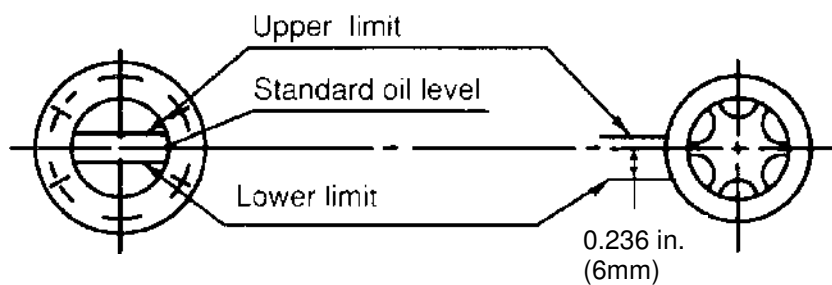 Upper limit
Standard oil level
Lower limit
0.236 in.
(6mm)